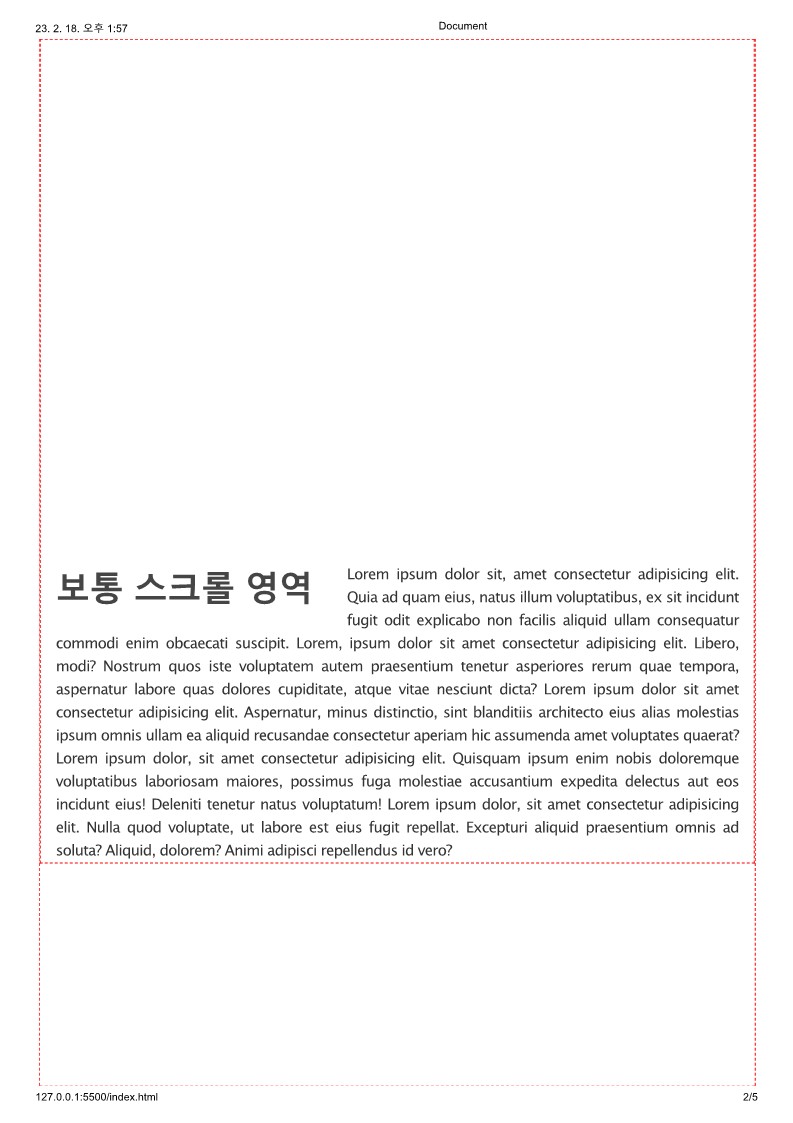 23. 2. 18. 오후 1:57
Document
보통 스크롤 영역
Lorem ipsum dolor sit, amet consectetur adipisicing elit.
Quia ad quam eius, natus illum voluptatibus, ex sit incidunt
fugit odit explicabo non facilis aliquid ullam consequatur
commodi enim obcaecati suscipit. Lorem, ipsum dolor sit amet consectetur adipisicing elit. Libero,
modi? Nostrum quos iste voluptatem autem praesentium tenetur asperiores rerum quae tempora,
aspernatur labore quas dolores cupiditate, atque vitae nesciunt dicta? Lorem ipsum dolor sit amet
consectetur adipisicing elit. Aspernatur, minus distinctio, sint blanditiis architecto eius alias molestias
ipsum omnis ullam ea aliquid recusandae consectetur aperiam hic assumenda amet voluptates quaerat?
Lorem ipsum dolor, sit amet consectetur adipisicing elit. Quisquam ipsum enim nobis doloremque
voluptatibus laboriosam maiores, possimus fuga molestiae accusantium expedita delectus aut eos
incidunt eius! Deleniti tenetur natus voluptatum! Lorem ipsum dolor, sit amet consectetur adipisicing
elit. Nulla quod voluptate, ut labore est eius fugit repellat. Excepturi aliquid praesentium omnis ad
soluta? Aliquid, dolorem? Animi adipisci repellendus id vero?
127.0.0.1:5500/index.html
2/5